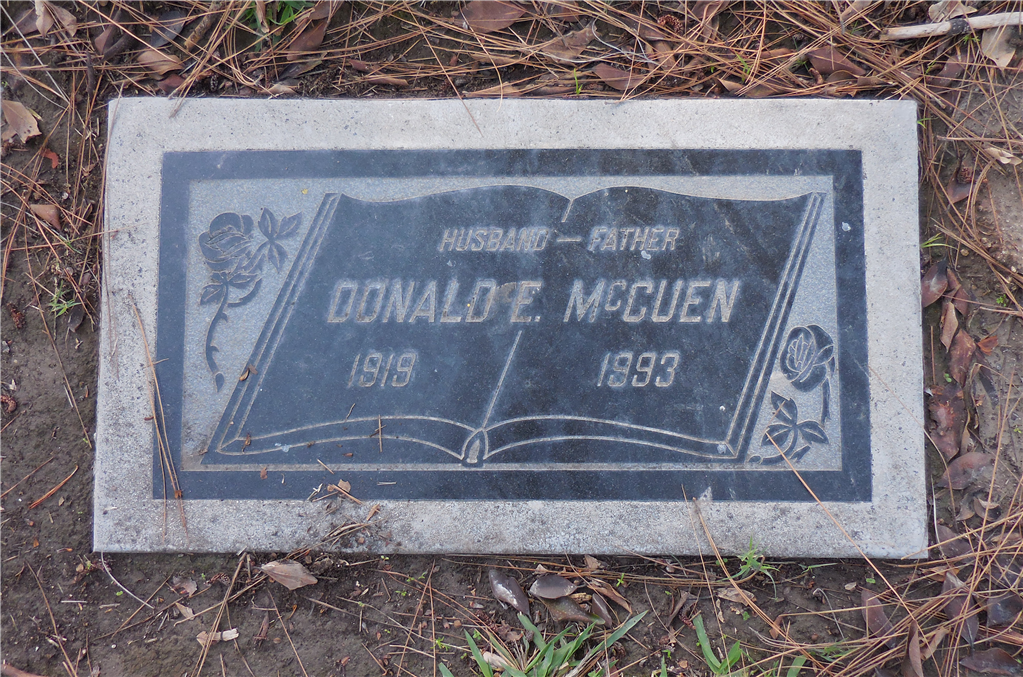 HUSBAND — FATHER
DONALD E. McCUEN
1919 1993